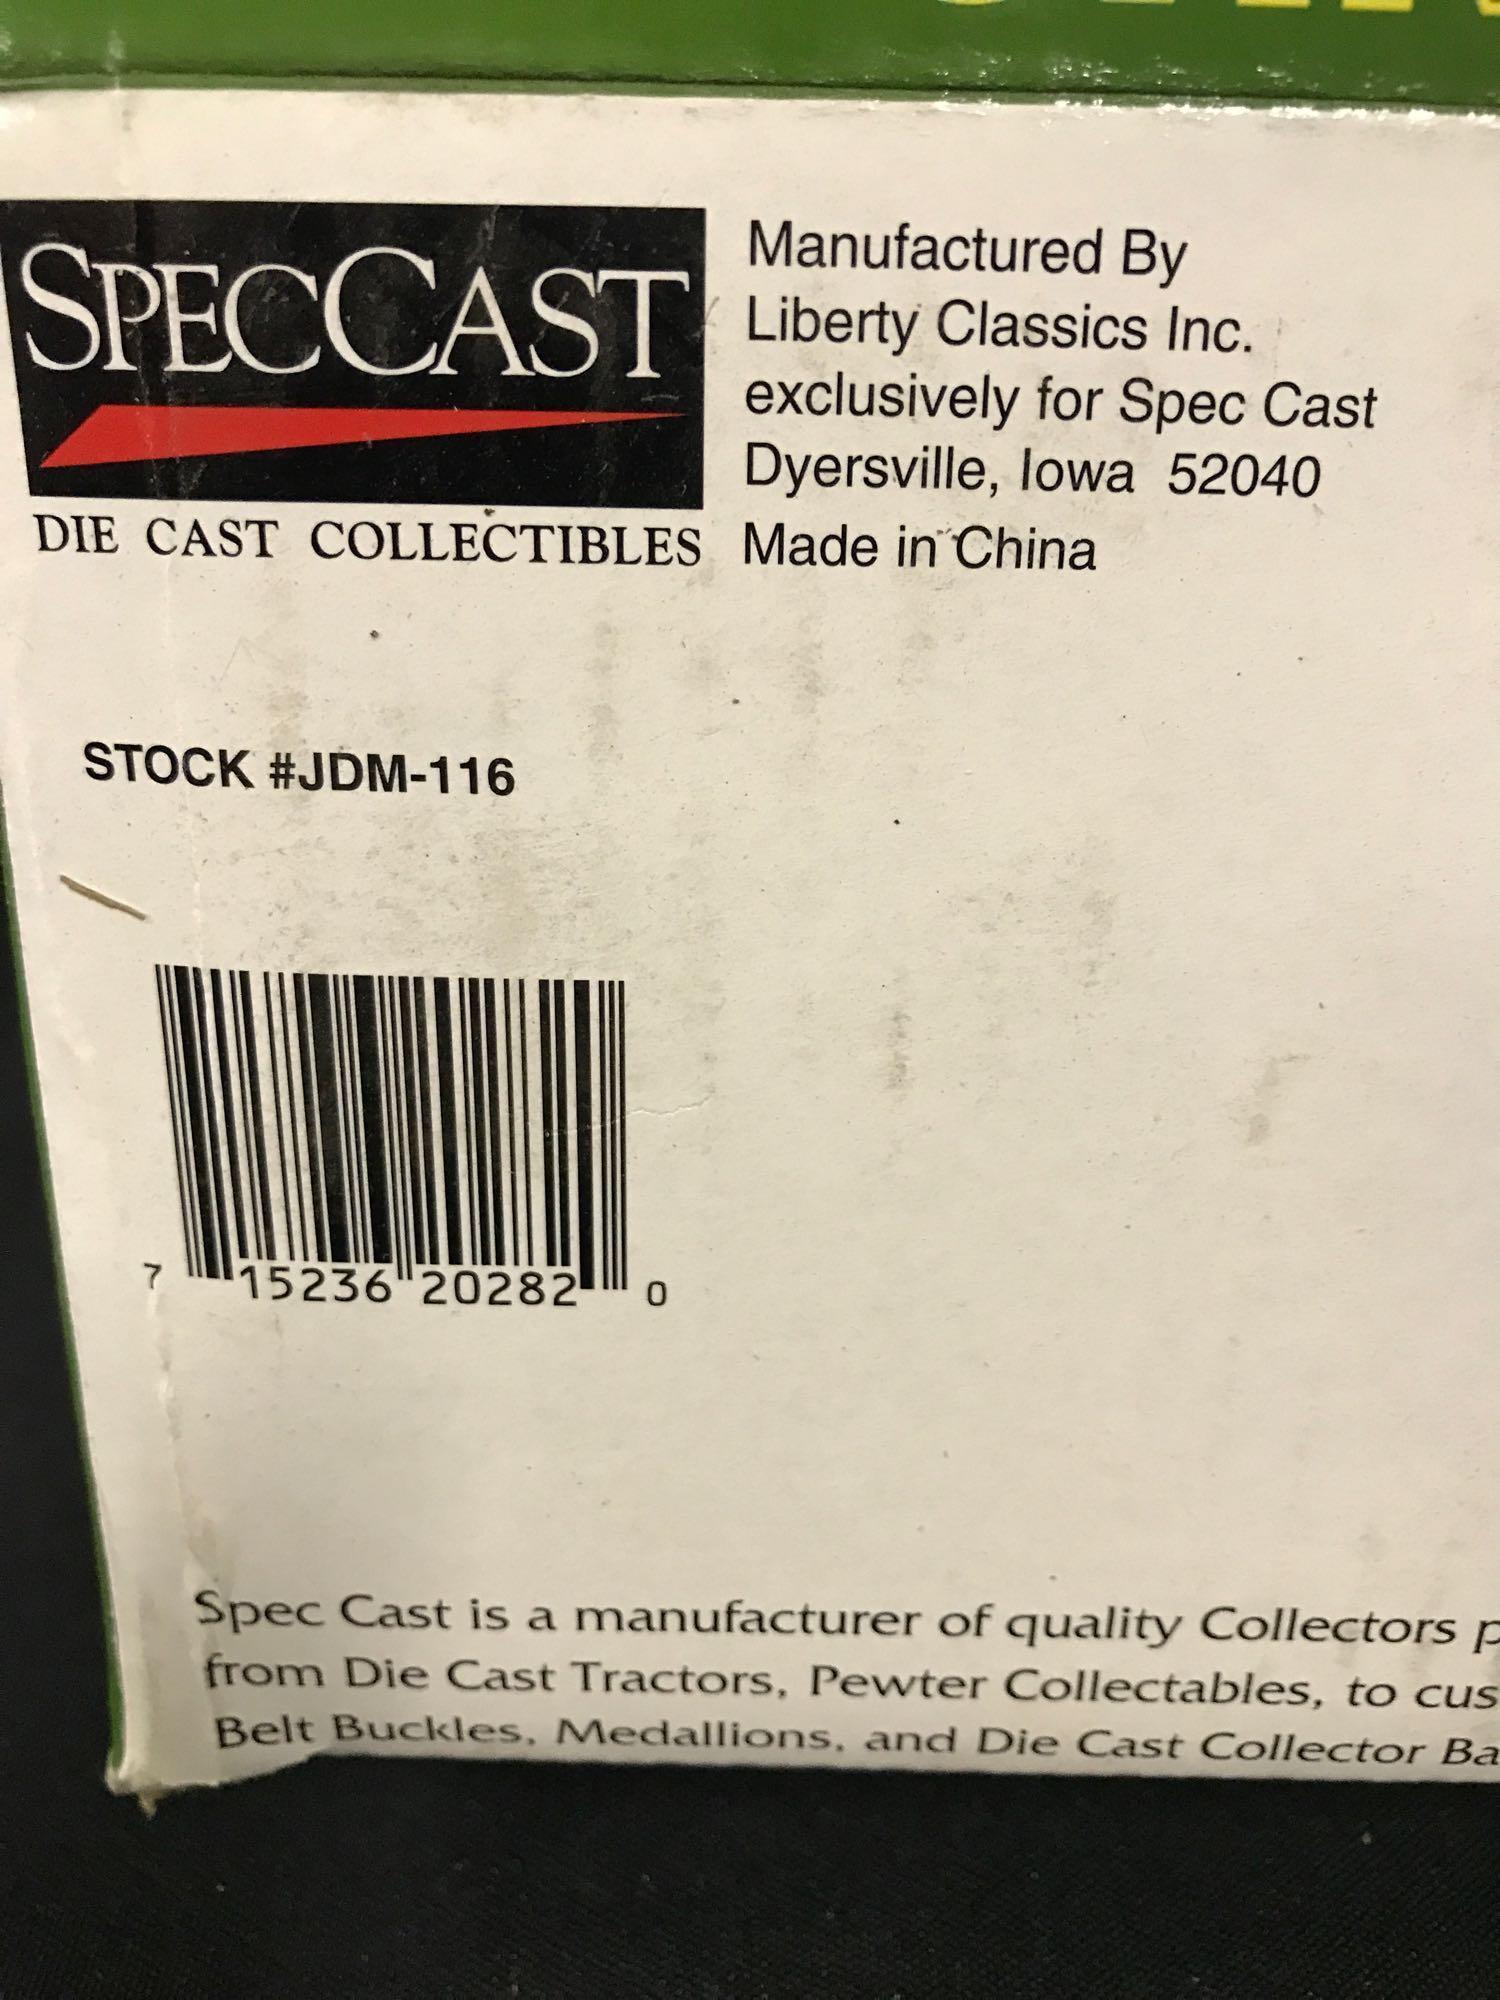 SPECCAST
DIE CAST COLLECTIBLES
Manufactured By
Liberty Classics Inc.
exclusively for Spec Cast
Dyersville, Iowa 52040
Made in China
STOCK #JDM-116
7 15236 20282 0
Spec Cast is a manufacturer of quality Collectors
from Die Cast Tractors, Pewter Collectables, to
Belt Buckles, Medallions, and Die Cast Collector